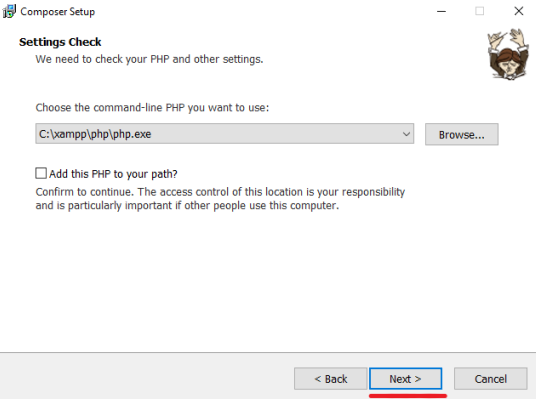 Composer Setup
Settings Check
We need to check your PHP and other settings.
Choose the command-line PHP you want to use:
C:\xampp\php\php.exe
Browse...
Add this PHP to your path?
Confirm to continue. The access control of this location is your responsibility
and is particularly important if other people use this computer.
< Back
Next >
Cancel